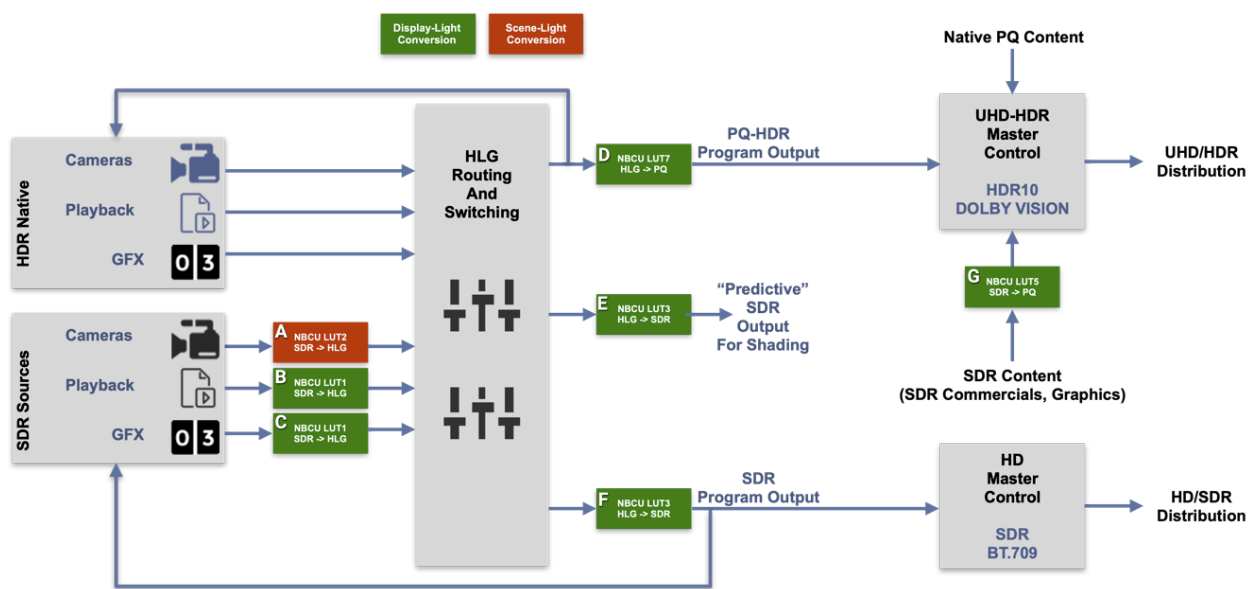 Display-Light
Conversion
Scene-Light
Conversion
Native PQ Content
HDR Native
Cameras
Playback
GFX
03
HLG
Routing
And
Switching
D
NBCU LUT7
HLG -> PQ
PQ-HDR
Program Output
UHD-HDR
Master
Control
HDR10
DOLBY VISION
UHD/HDR
Distribution
G
NBCU LUT5
SDR -> PQ
E
NBCU LUT3
HLG -> SDR
“Predictive”
SDR
Output
For Shading
SDR Content
(SDR Commercials, Graphics)
SDR Sources
Cameras
Playback
GFX
03
A
NBCU LUT2
SDR -> HLG
B
NBCU LUT1
SDR -> HLG
C
NBCU LUT1
SDR -> HLG
F
NBCU LUT3
HLG -> SDR
SDR
Program Output
HD
Master
Control
SDR
BT.709
HD/SDR
Distribution